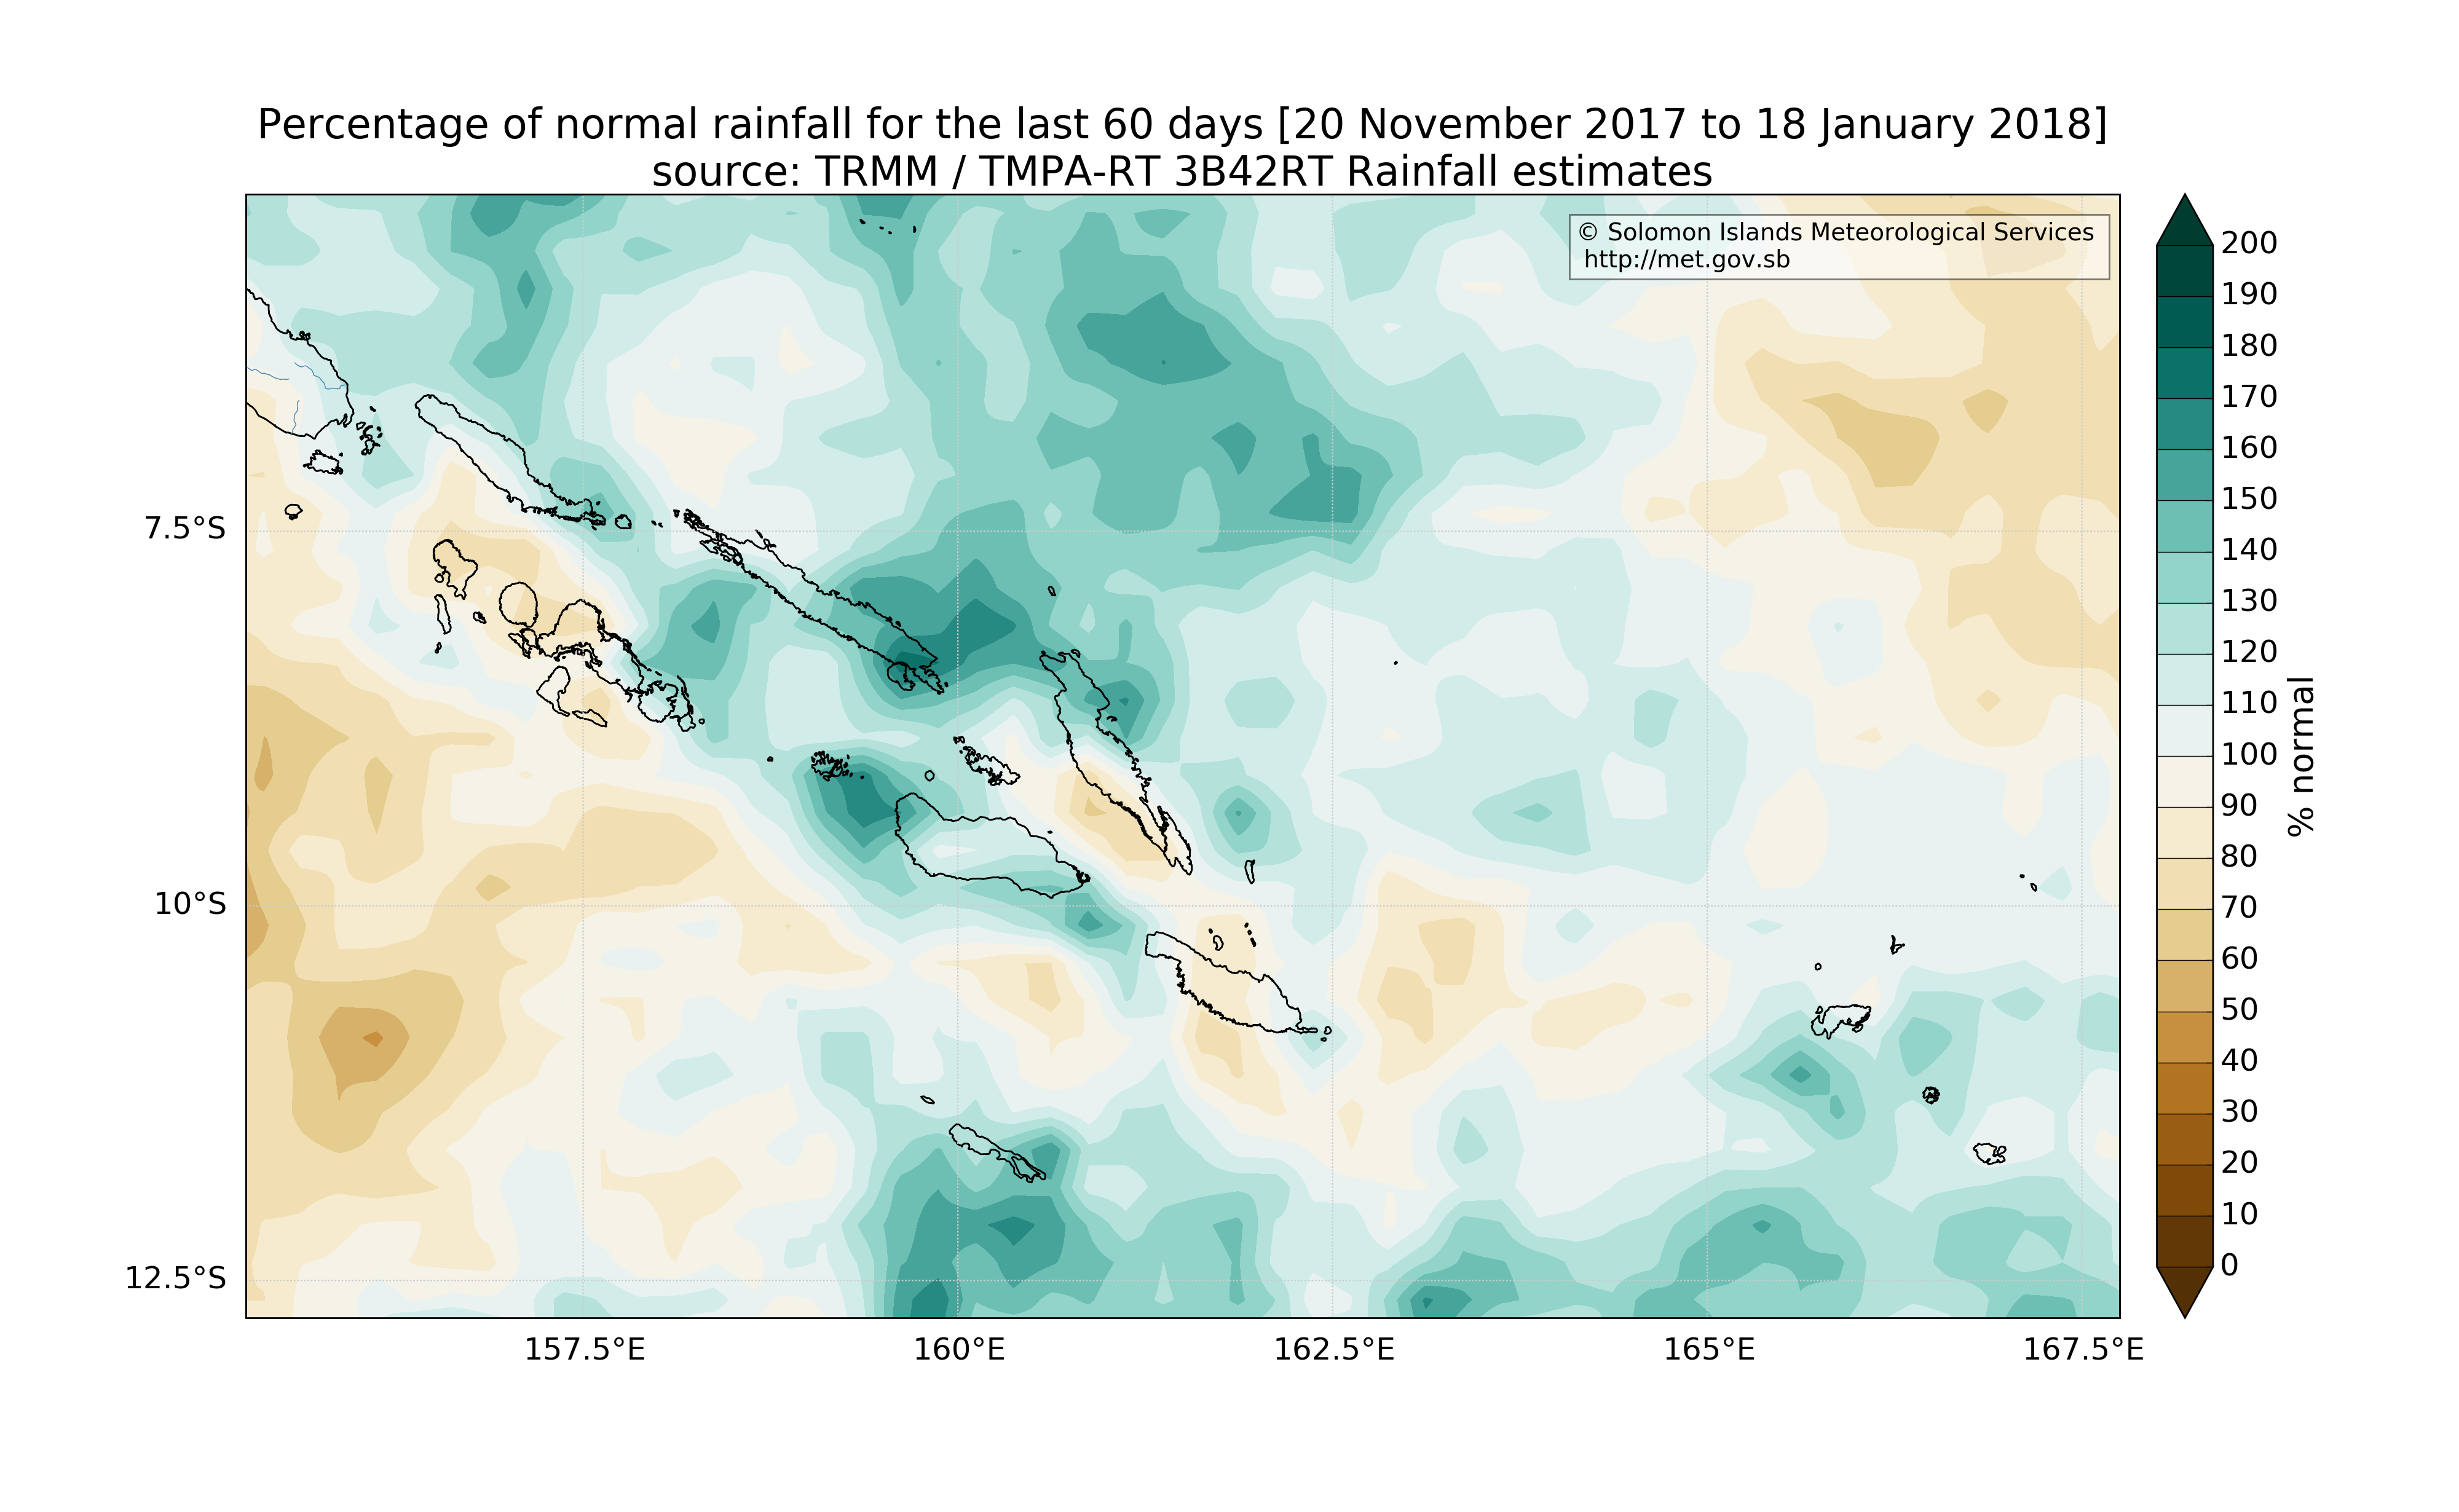 Percentage of normal rainfall for the last 60 days [20 November 2017 to 18 January 2018]
source: TRMM / TMPA-RT 3B42RT Rainfall estimates
© Solomon Islands Meteorological Services
http://met.gov.sb
7.5°S
10°S
12.5°S
157.5°E
160°E
162.5°E
165°E
167.5°E
200
190
180
170
160
150
140
130
120
110
100
90
80
70
60
50
40
30
20
10
0
% normal